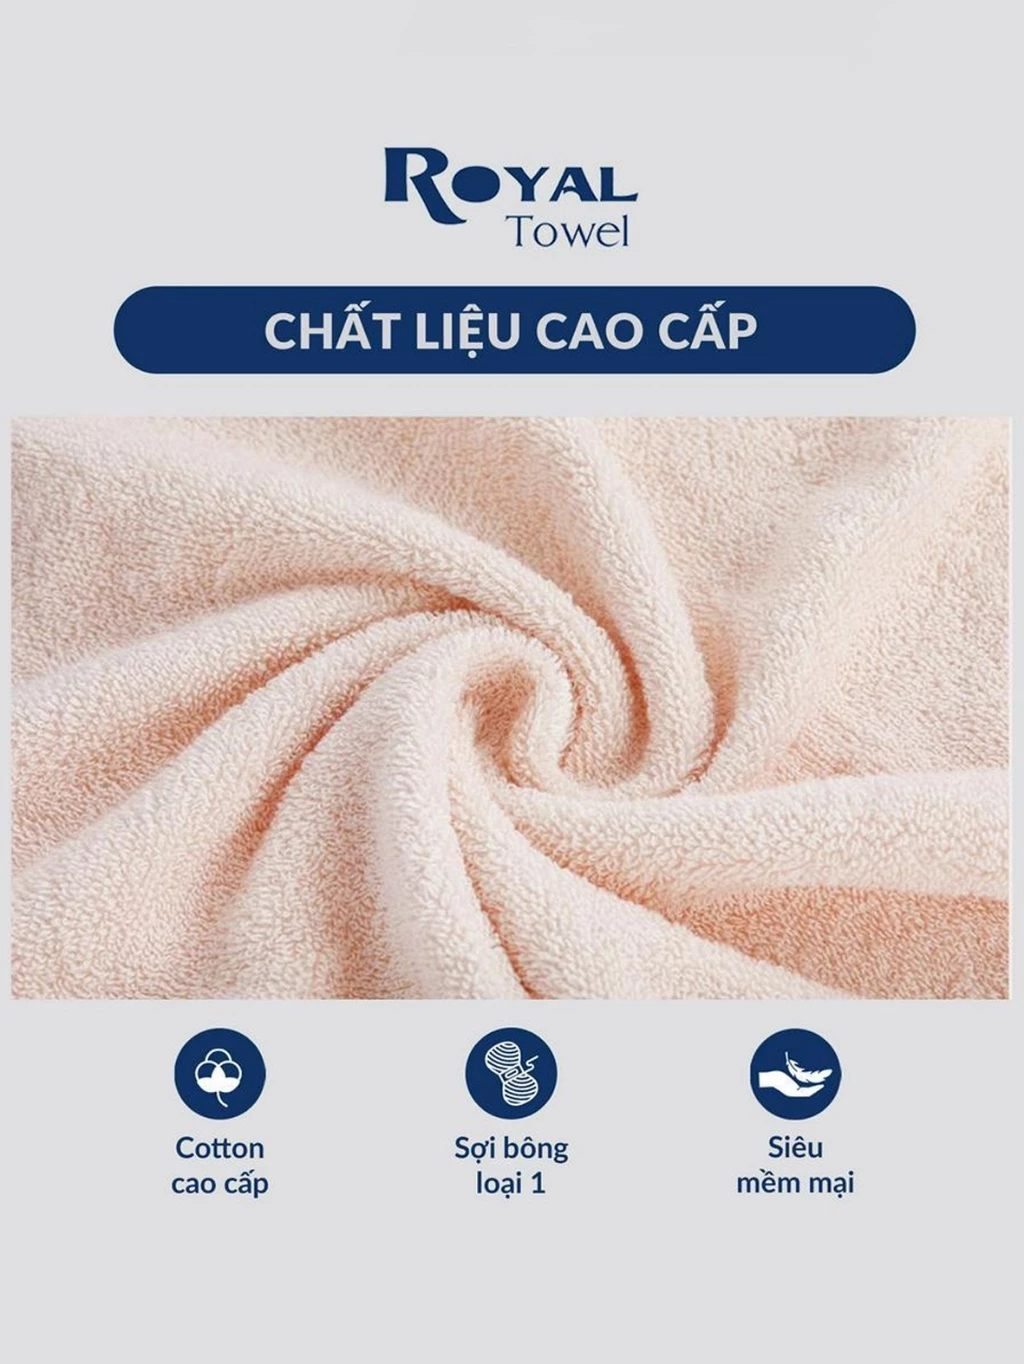 ROYAL
Towel
CHẤT LIỆU CAO CẤP
Cotton
cao cấp
Sợi bông
loại 1
Siêu
mềm mại